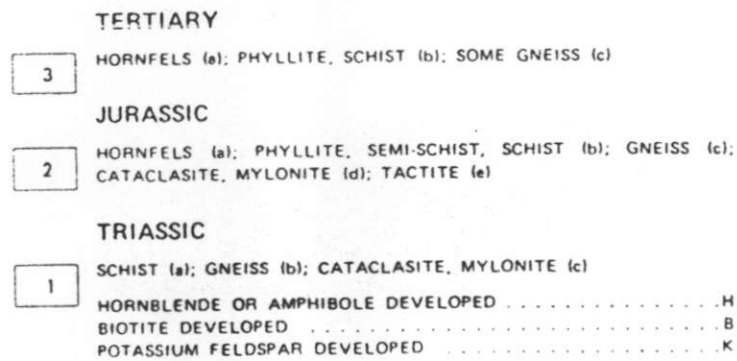 TERTIARY
3 HORNFELS (a); PHYLLITE, SCHIST (b); SOME GNEISS (c)
JURASSIC
2 HORNFELS (a); PHYLLITE, SEMI-SCHIST, SCHIST (b); GNEISS (c);
CATACLASITE, MYLONITE (d); TACTITE (e)
TRIASSIC
1 SCHIST (a); GNEISS (b); CATACLASITE, MYLONITE (c)
HORNBLENDE OR AMPHIBOLE DEVELOPED . . . . . . . . . . . . . . . H
BIOTITE DEVELOPED . . . . . . . . . . . . . . . . . . . . . . . . . . . B
POTASSIUM FELDSPAR DEVELOPED . . . . . . . . . . . . . . . . . . . K